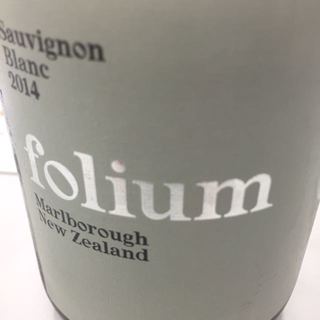 Sauvignon
Blanc
2014
folium
Marlborough
New Zealand